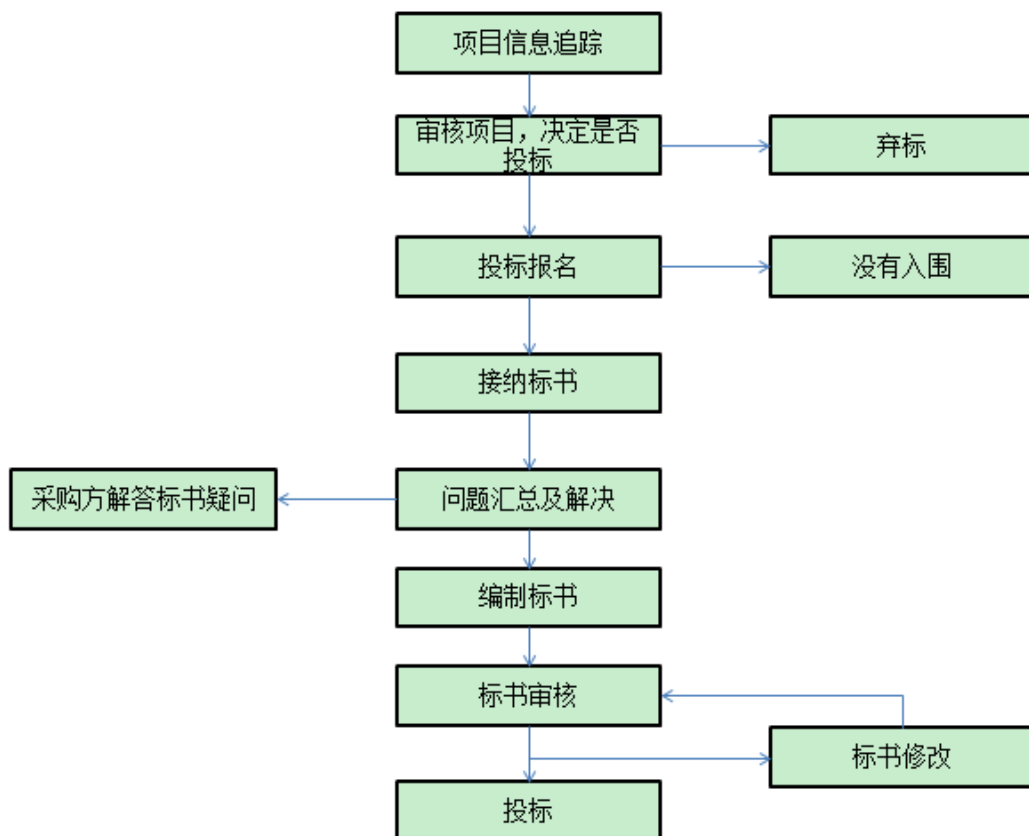 项目信息追踪
审核项目，决定是否
投标
弃标
投标报名
没有入围
接纳标书
采购方解答标书疑问
问题汇总及解决
编制标书
标书审核
标书修改
投标